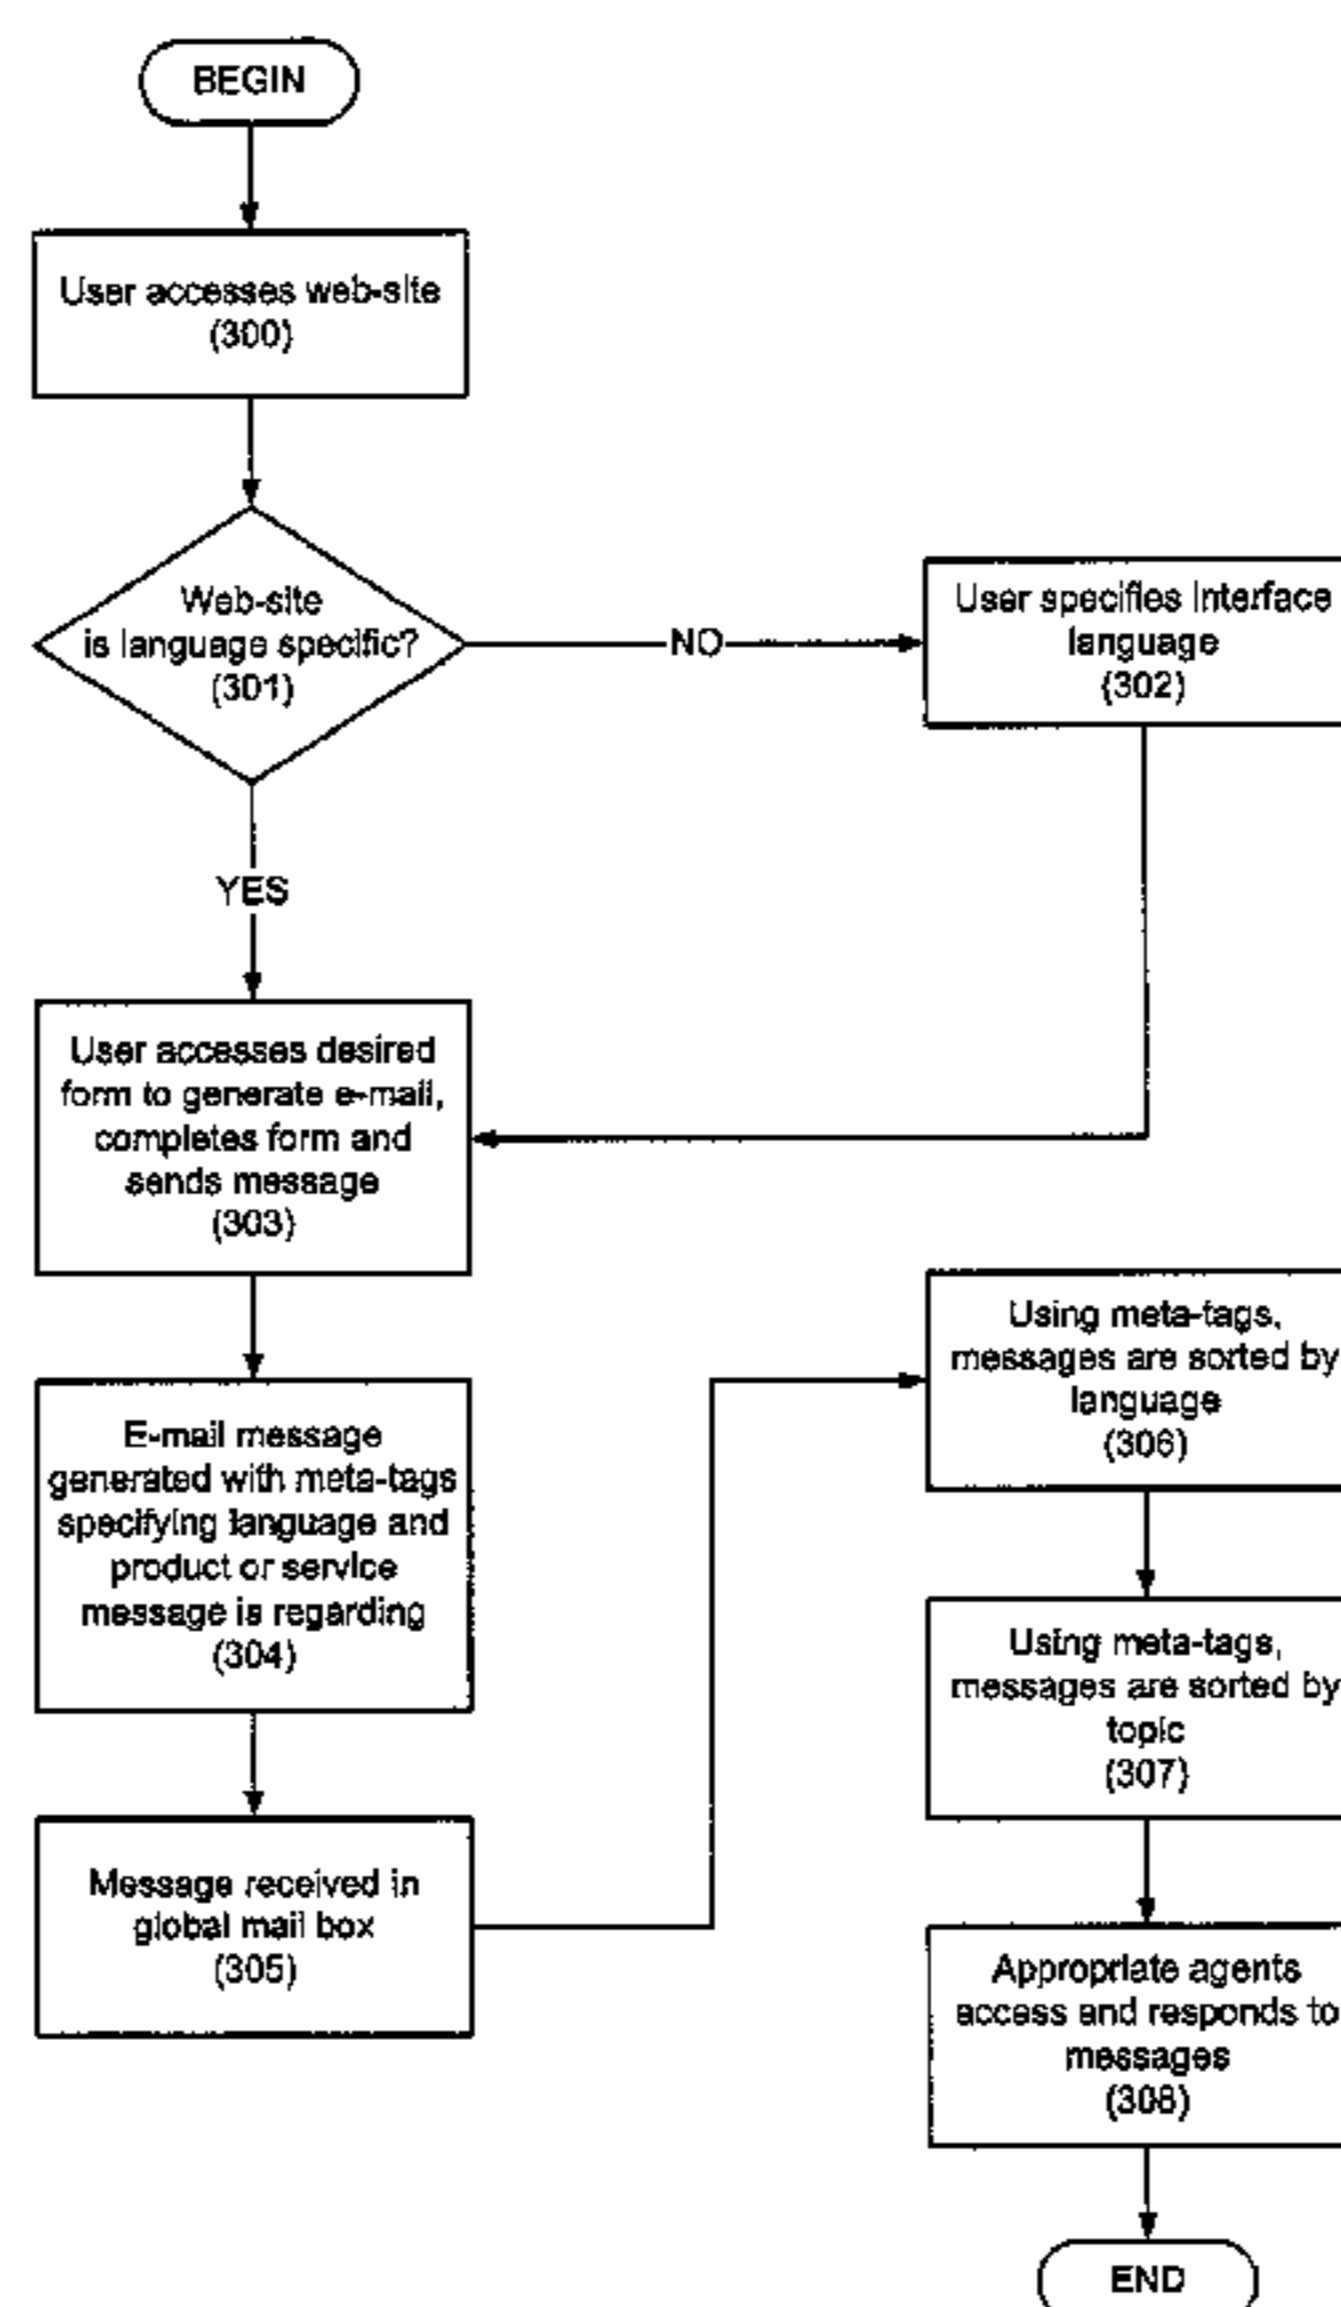 BEGIN
User accesses web-site
(300)
Web-site
is language specific?
(301)
NO
User specifies interface
language
(302)
YES
User accesses desired
form to generate e-mail,
completes form and
sends message
(303)
E-mail message
generated with meta-tags
specifying language and
product or service
message is regarding
(304)
Message received in
global mail box
(305)
Using meta-tags,
messages are sorted by
language
(306)
Using meta-tags,
messages are sorted by
topic
(307)
Appropriate agents
access and responds to
messages
(308)
END